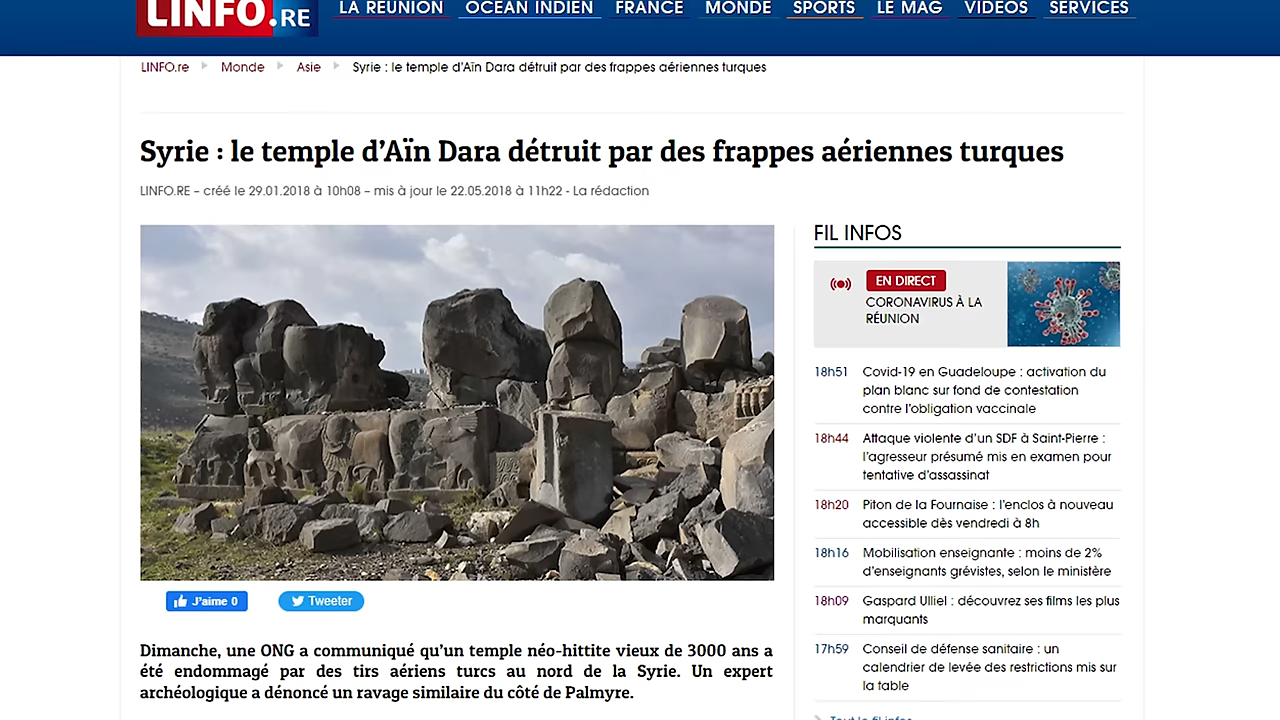 LINFO.RE
LA RÉUNION OCÉAN INDIEN FRANCE MONDE SPORTS LE MAG VIDÉOS SERVICES
LINFO.re Monde Asie Syrie : le temple d'Aïn Dara détruit par des frappes aériennes turques
Syrie : le temple d'Aïn Dara détruit par des frappes aériennes turques
LINFO.RE – créé le 29.01.2018 à 10h08 – mis à jour le 22.05.2018 à 11h22 - La rédaction
J'aime 0
Tweeter
Dimanche, une ONG a communiqué qu'un temple néo-hittite vieux de 3000 ans a
été endommagé par des tirs aériens turcs au nord de la Syrie. Un expert
archéologique a dénoncé un ravage similaire du côté de Palmyre.
FIL INFOS
EN DIRECT
CORONAVIRUS À LA
RÉUNION
18h51 Covid-19 en Guadeloupe : activation du
plan blanc sur fond de contestation
contre l'obligation vaccinale
18h44 Attaque violente d'un SDF à Saint-Pierre :
l'agresseur présumé mis en examen pour
tentative d'assassinat
18h20 Piton de la Fournaise : l'enclos à nouveau
accessible dès vendredi à 8h
18h16 Mobilisation enseignante : moins de 2%
d'enseignants grévistes, selon le ministère
18h09 Gaspard Ulliel : découvrez ses films les plus
marquants
17h59 Conseil de défense sanitaire : un
calendrier de levée des restrictions mis sur
la table
Tout le fil infos